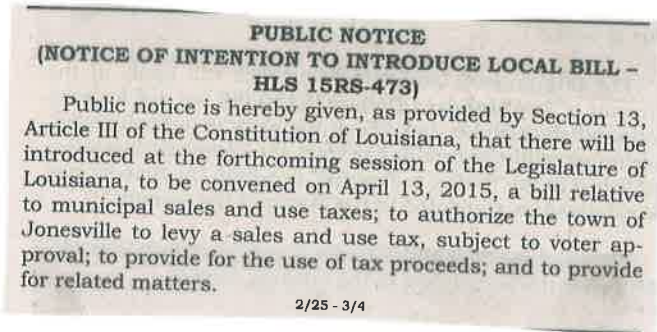 PUBLIC NOTICE
(NOTICE OF INTENTION TO INTRODUCE LOCAL BILL –
HLS 15RS-473)
Public notice is hereby given, as provided by Section 13,
Article III of the Constitution of Louisiana, that there will be
introduced at the forthcoming session of the Legislature of
Louisiana, to be convened on April 13, 2015, a bill relative
to municipal sales and use taxes; to authorize the town of
Jonesville to levy a sales and use tax, subject to voter ap-
proval; to provide for the use of tax proceeds; and to provide
for related matters.
2/25 - 3/4